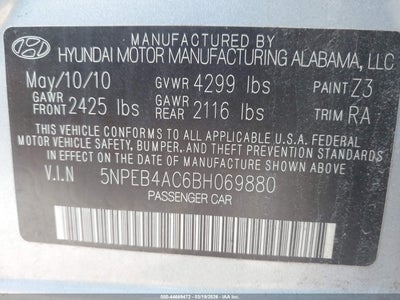 MANUFACTURED BY
HYUNDAI MOTOR MANUFACTURING ALABAMA, LLC
May/10/10 GVWR 4299 lbs PAINT Z3
GAWR FRONT 2425 lbs GAWR REAR 2116 lbs TRIM RA
THIS VEHICLE CONFORMS TO ALL APPLICABLE U.S.A. FEDERAL
MOTOR VEHICLE SAFETY, BUMPER, AND THEFT PREVENTION STANDARDS
IN EFFECT ON THE DATE OF MANUFACTURE SHOWN ABOVE
V.I.N 5NPEB4AC6BH069880
PASSENGER CAR